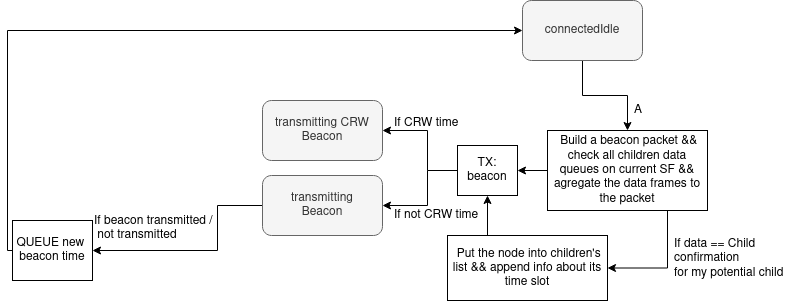 connectedIdle
A
Build a beacon packet &&
check all children data
queues on current SF &&
agregate the data frames to
the packet
transmitting CRW
Beacon
If CRW time
TX:
beacon
transmitting
Beacon
If not CRW time
If beacon transmitted /
not transmitted
QUEUE new
beacon time
Put the node into children's
list && append info about its
time slot
If data == Child
confirmation
for my potential child